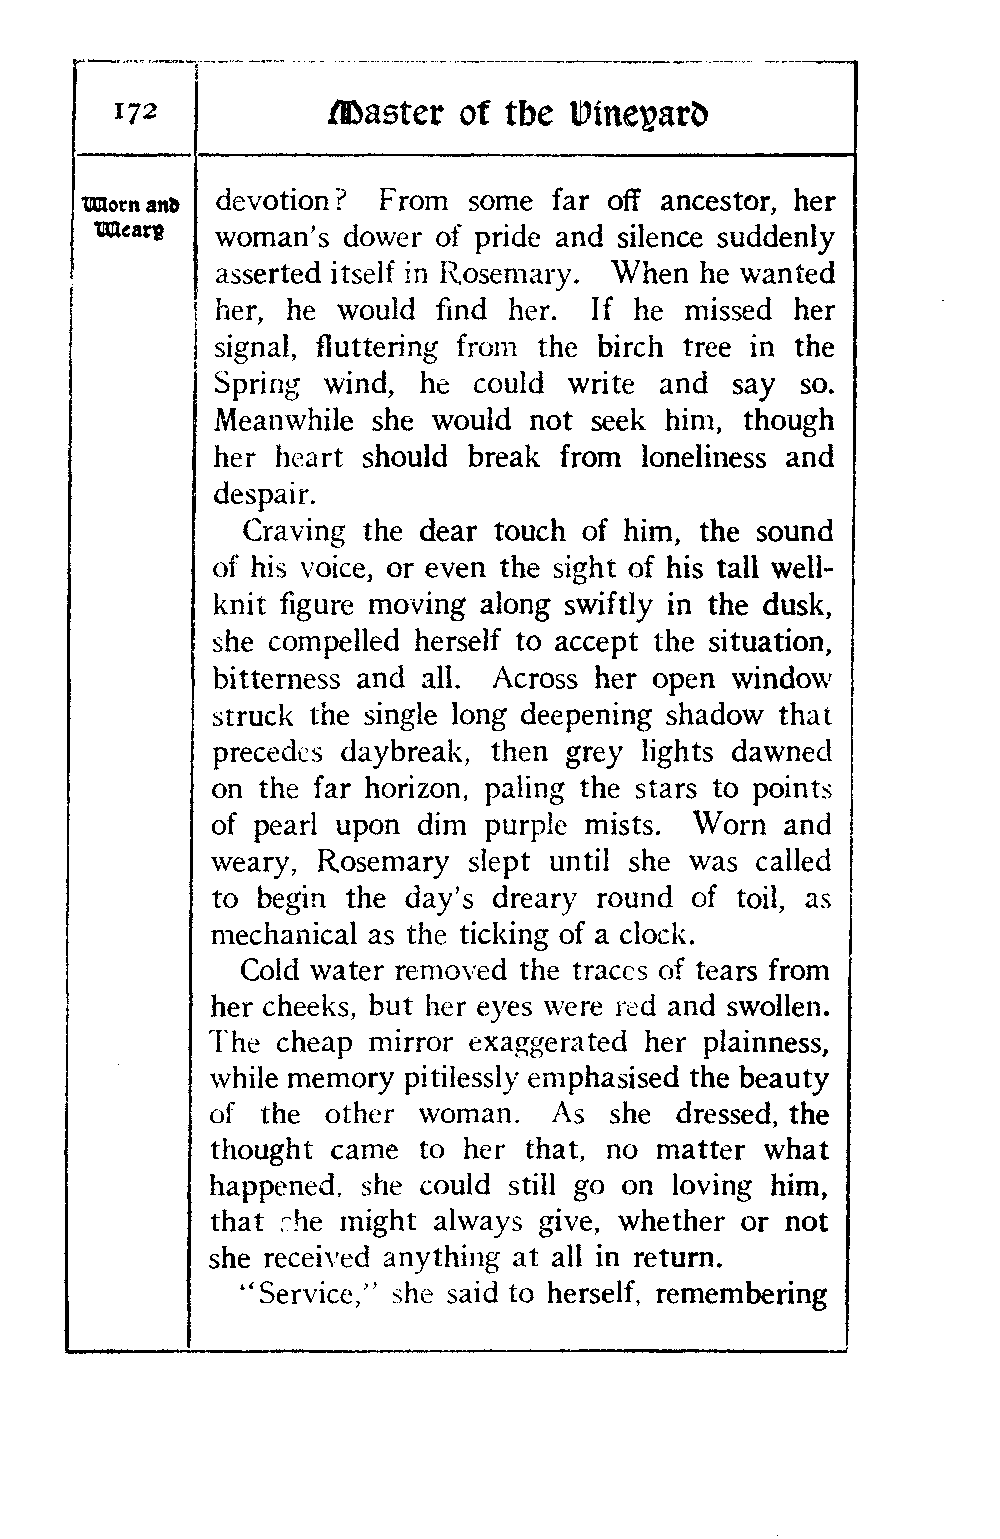 172
Master of the Vineyard
Worn and
Weary
devotion? From some far off ancestor, her
woman's dower of pride and silence suddenly
asserted itself in Rosemary. When he wanted
her, he would find her. If he missed her
signal, fluttering from the birch tree in the
Spring wind, he could write and say so.
Meanwhile she would not seek him, though
her heart should break from loneliness and
despair.
Craving the dear touch of him, the sound
of his voice, or even the sight of his tall well-
knit figure moving along swiftly in the dusk,
she compelled herself to accept the situation,
bitterness and all. Across her open window
struck the single long deepening shadow that
precedes daybreak, then grey lights dawned
on the far horizon, paling the stars to points
of pearl upon dim purple mists. Worn and
weary, Rosemary slept until she was called
to begin the day's dreary round of toil, as
mechanical as the ticking of a clock.
Cold water removed the traces of tears from
her cheeks, but her eyes were red and swollen.
The cheap mirror exaggerated her plainness,
while memory pitilessly emphasised the beauty
of the other woman. As she dressed, the
thought came to her that, no matter what
happened, she could still go on loving him,
that she might always give, whether or not
she received anything at all in return.
"Service," she said to herself, remembering